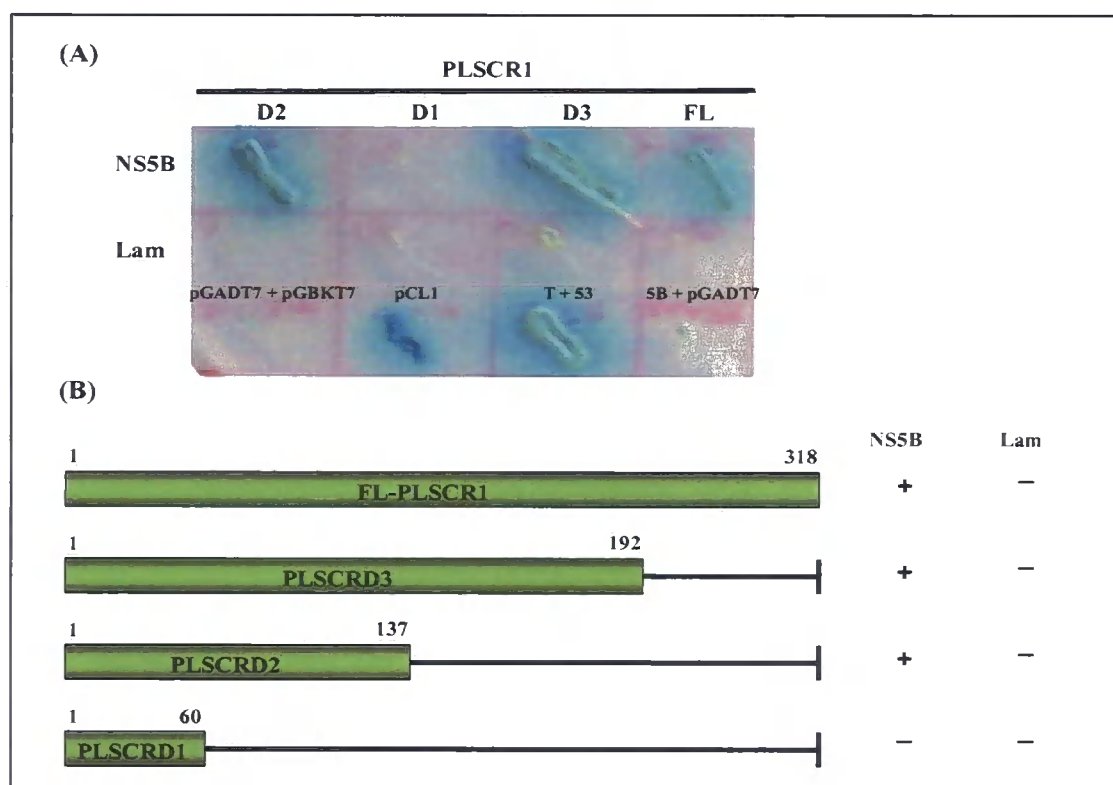 (A)
PLSCR1
D2 D1 D3 FL
NS5B
Lam
pGADT7 + pGBKT7 pCL1 T + 53 5B + pGADT7
(B)
NS5B Lam
1 318
FL-PLSCR1 + −
1 192
PLSCRD3 + −
1 137
PLSCRD2 + −
1 60
PLSCRD1 − −